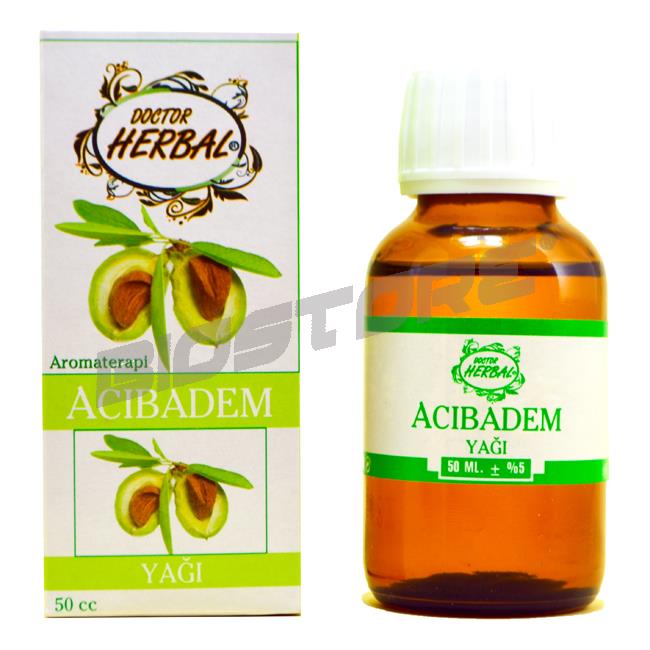 DOCTOR
HERBAL®
Aromaterapi
ACIBADEM
YAĞI
50 cc
BIOSTORE®
DOCTOR
HERBAL®
ACIBADEM
YAĞI
50 ML. ± %5